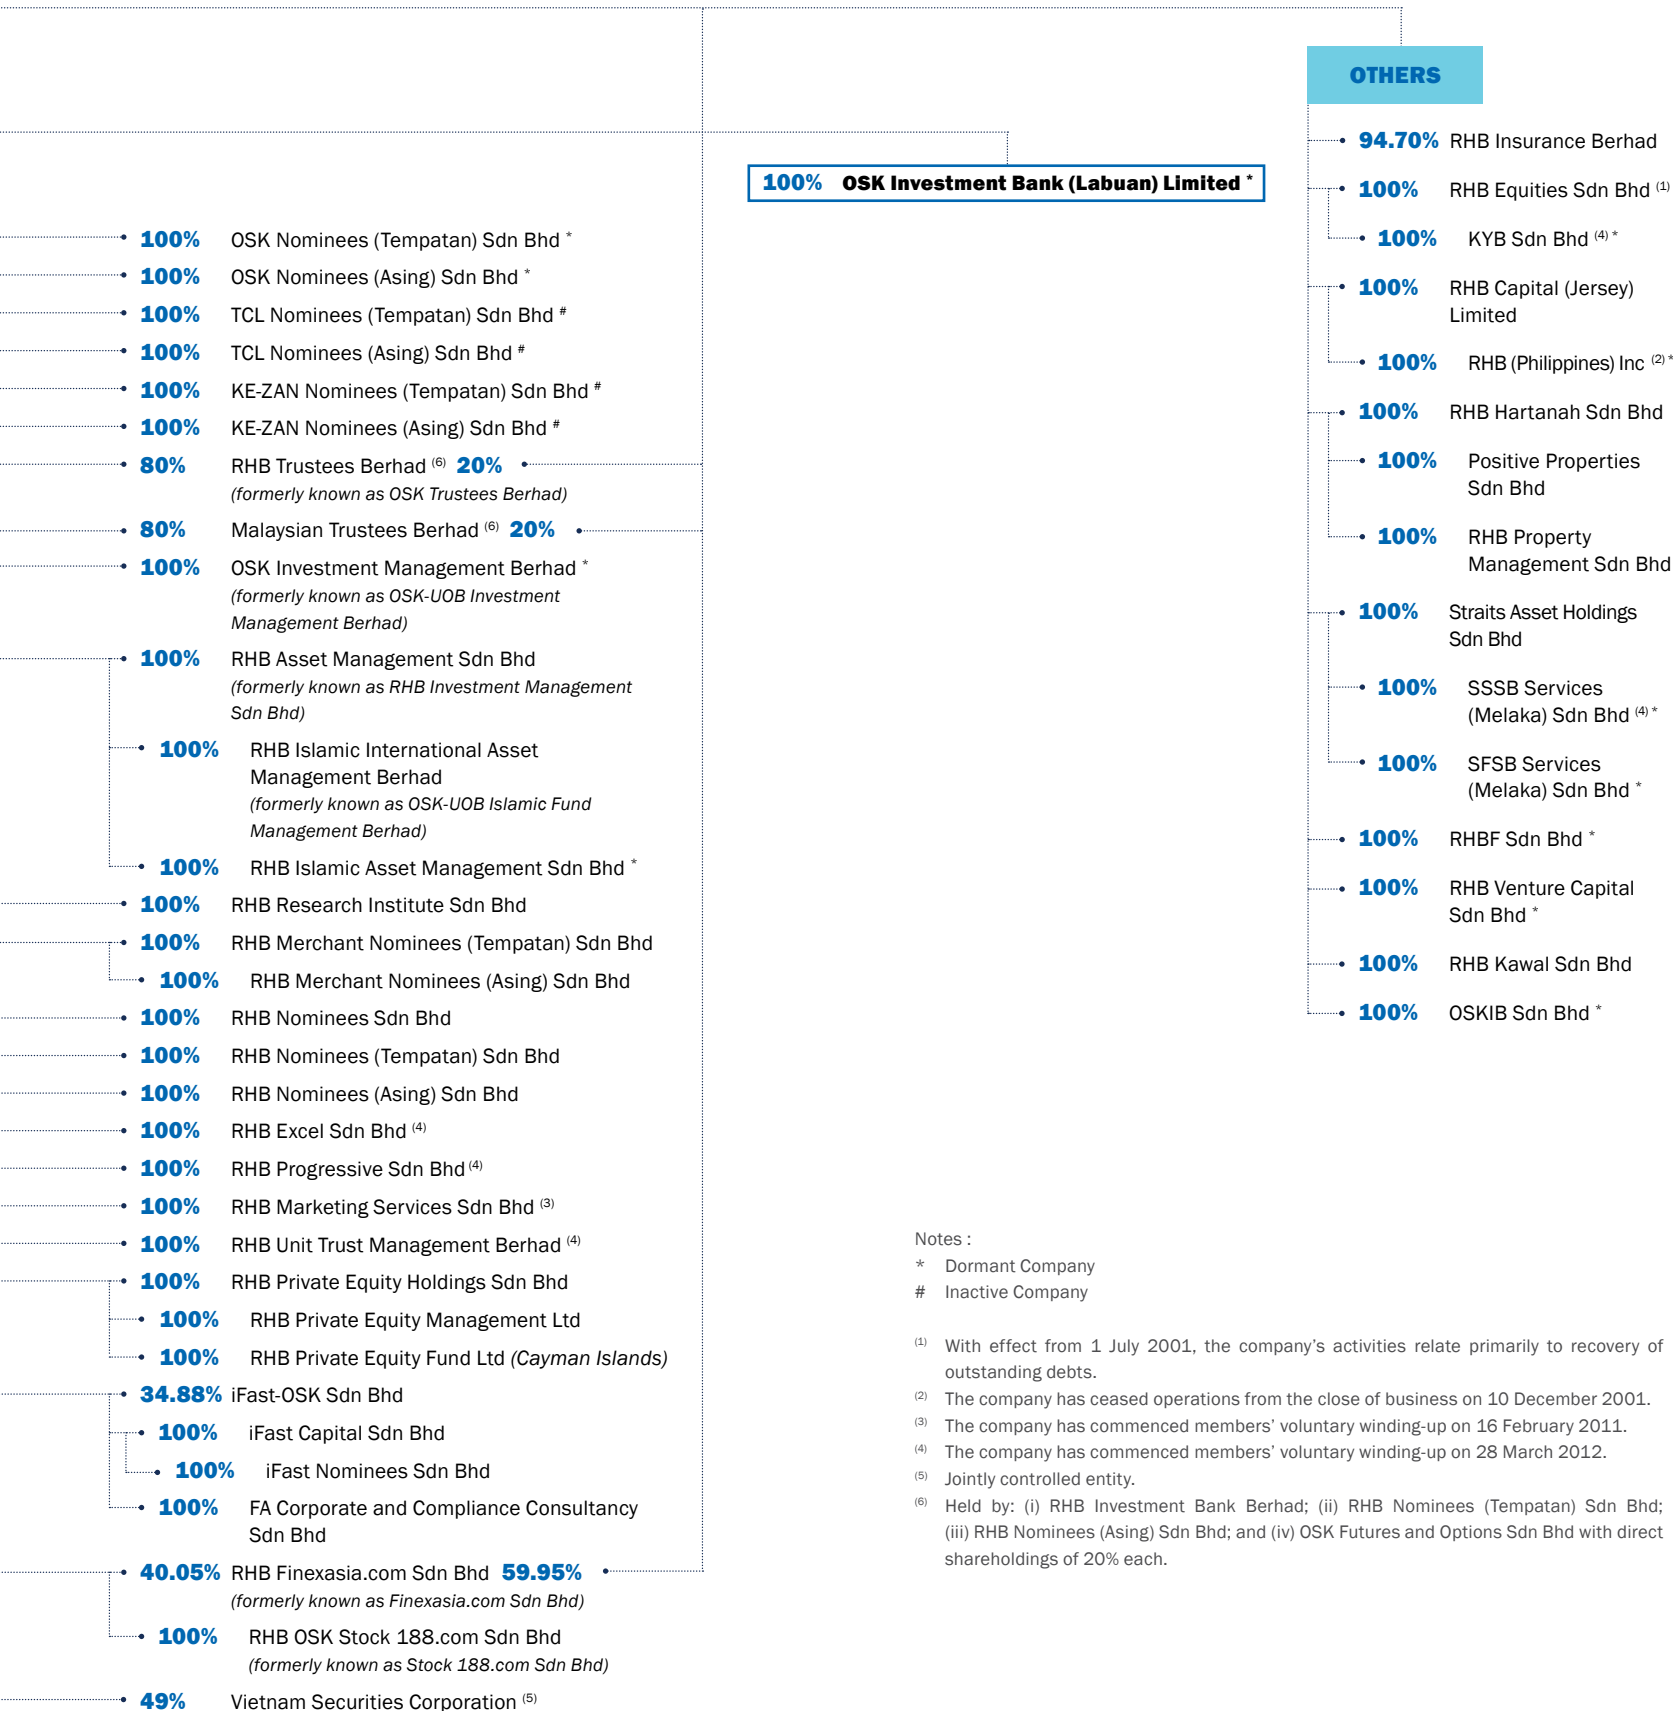 100% OSK Nominees (Tempatan) Sdn Bhd *
100% OSK Nominees (Asing) Sdn Bhd *
100% TCL Nominees (Tempatan) Sdn Bhd #
100% TCL Nominees (Asing) Sdn Bhd #
100% KE-ZAN Nominees (Tempatan) Sdn Bhd #
100% KE-ZAN Nominees (Asing) Sdn Bhd #
80% RHB Trustees Berhad (6) 20%
(formerly known as OSK Trustees Berhad)
80% Malaysian Trustees Berhad (6) 20%
100% OSK Investment Management Berhad *
(formerly known as OSK-UOB Investment
Management Berhad)
100% RHB Asset Management Sdn Bhd
(formerly known as RHB Investment Management
Sdn Bhd)
100% RHB Islamic International Asset
Management Berhad
(formerly known as OSK-UOB Islamic Fund
Management Berhad)
100% RHB Islamic Asset Management Sdn Bhd *
100% RHB Research Institute Sdn Bhd
100% RHB Merchant Nominees (Tempatan) Sdn Bhd
100% RHB Merchant Nominees (Asing) Sdn Bhd
100% RHB Nominees Sdn Bhd
100% RHB Nominees (Tempatan) Sdn Bhd
100% RHB Nominees (Asing) Sdn Bhd
100% RHB Excel Sdn Bhd (4)
100% RHB Progressive Sdn Bhd (4)
100% RHB Marketing Services Sdn Bhd (3)
100% RHB Unit Trust Management Berhad (4)
100% RHB Private Equity Holdings Sdn Bhd
100% RHB Private Equity Management Ltd
100% RHB Private Equity Fund Ltd (Cayman Islands)
34.88% iFast-OSK Sdn Bhd
100% iFast Capital Sdn Bhd
100% iFast Nominees Sdn Bhd
100% FA Corporate and Compliance Consultancy
Sdn Bhd
40.05% RHB Finexasia.com Sdn Bhd 59.95%
(formerly known as Finexasia.com Sdn Bhd)
100% RHB OSK Stock 188.com Sdn Bhd
(formerly known as Stock 188.com Sdn Bhd)
49% Vietnam Securities Corporation (5)
100% OSK Investment Bank (Labuan) Limited *
OTHERS
94.70% RHB Insurance Berhad
100% RHB Equities Sdn Bhd (1)
100% KYB Sdn Bhd (4) *
100% RHB Capital (Jersey)
Limited
100% RHB (Philippines) Inc (2) *
100% RHB Hartanah Sdn Bhd
100% Positive Properties
Sdn Bhd
100% RHB Property
Management Sdn Bhd
100% Straits Asset Holdings
Sdn Bhd
100% SSSB Services
(Melaka) Sdn Bhd (4) *
100% SFSB Services
(Melaka) Sdn Bhd *
100% RHBF Sdn Bhd *
100% RHB Venture Capital
Sdn Bhd *
100% RHB Kawal Sdn Bhd
100% OSKIB Sdn Bhd *
Notes :
* Dormant Company
# Inactive Company
(1) With effect from 1 July 2001, the company's activities relate primarily to recovery of
outstanding debts.
(2) The company has ceased operations from the close of business on 10 December 2001.
(3) The company has commenced members' voluntary winding-up on 16 February 2011.
(4) The company has commenced members' voluntary winding-up on 28 March 2012.
(5) Jointly controlled entity.
(6) Held by: (i) RHB Investment Bank Berhad; (ii) RHB Nominees (Tempatan) Sdn Bhd;
(iii) RHB Nominees (Asing) Sdn Bhd; and (iv) OSK Futures and Options Sdn Bhd with direct
shareholdings of 20% each.